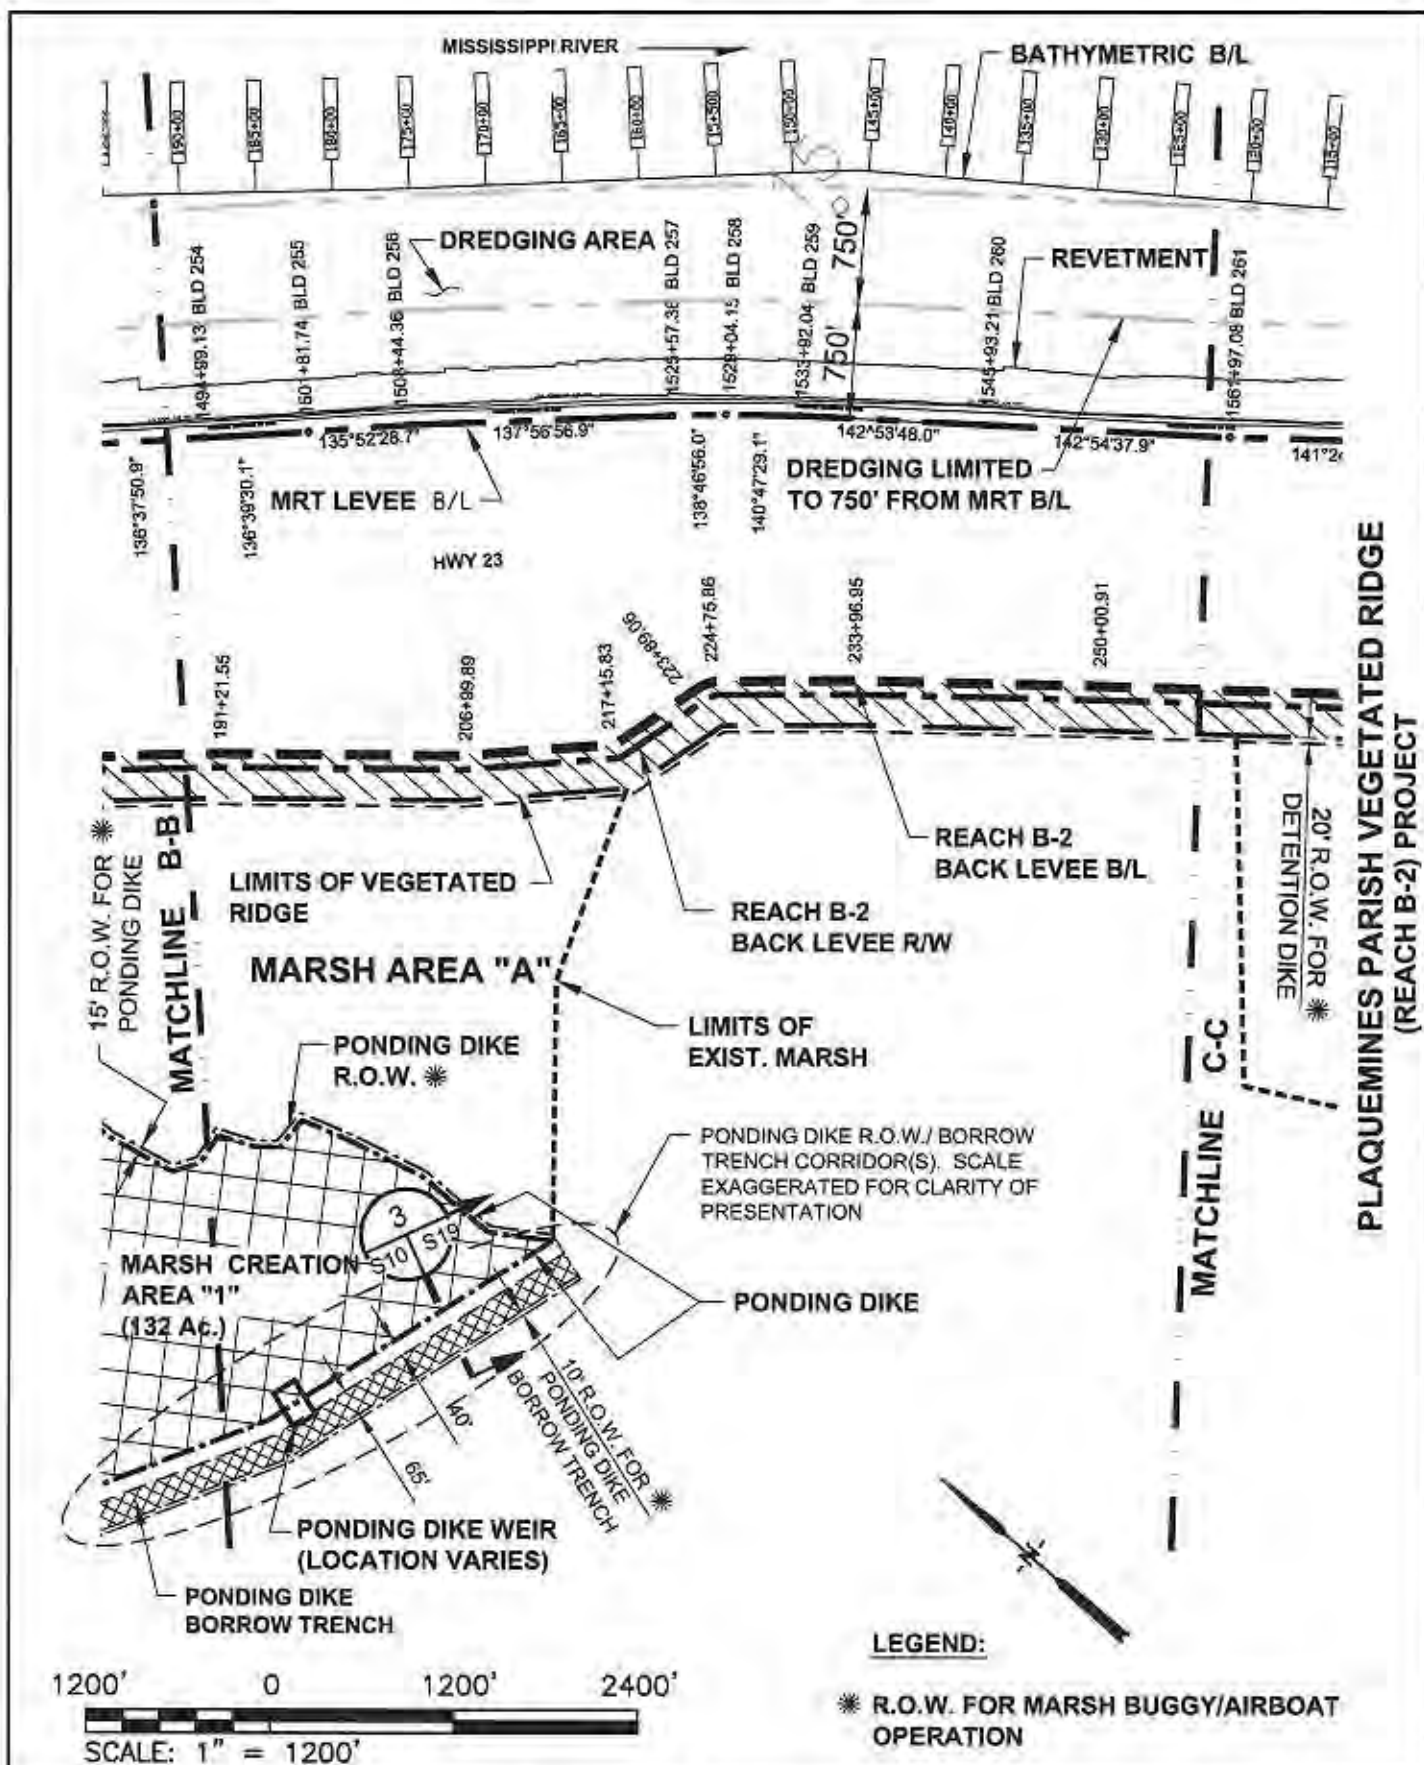 MISSISSIPPI RIVER
BATHYMETRIC B/L
190+00
185+00
180+00
175+00
170+00
165+00
160+00
15+500
150+00
145+00
140+00
135+00
130+00
1E5+00
115+00
DREDGING AREA
750'
REVETMENT
1494+99.13 BLD 254
1501+81.74 BLD 255
1508+44.36 BLD 256
1525+57.36 BLD 257
1529+04.15 BLD 258
1533+92.04 BLD 259
750'
1545+93.21 BLD 260
1561+97.08 BLD 261
135°52'28.7"
137°56'56.9"
142^53'48.0"
142°54'37.9"
136°37'50.9"
136°39'30.1"
MRT LEVEE B/L
138°46'56.0"
140°47'29.1"
DREDGING LIMITED
TO 750' FROM MRT B/L
HWY 23
191+21.55
206+99.89
217+15.83
223+69.06
224+75.86
233+96.95
250+00.91
15' R.O.W. FOR ✳
PONDING DIKE
MATCHLINE B-B
LIMITS OF VEGETATED
RIDGE
REACH B-2
BACK LEVEE B/L
REACH B-2
BACK LEVEE R/W
20' R.O.W. FOR ✳
DETENTION DIKE
PLAQUEMINES PARISH VEGETATED RIDGE
(REACH B-2) PROJECT
MARSH AREA "A"
LIMITS OF
EXIST. MARSH
PONDING DIKE
R.O.W. ✳
MATCHLINE C-C
PONDING DIKE R.O.W./ BORROW
TRENCH CORRIDOR(S). SCALE
EXAGGERATED FOR CLARITY OF
PRESENTATION
3
S10 S19
MARSH CREATION
AREA "1"
(132 Ac.)
PONDING DIKE
40'
65'
10' R.O.W. FOR ✳
PONDING DIKE
BORROW TRENCH
PONDING DIKE WEIR
(LOCATION VARIES)
PONDING DIKE
BORROW TRENCH
N
LEGEND:
✳ R.O.W. FOR MARSH BUGGY/AIRBOAT
OPERATION
1200' 0 1200' 2400'
SCALE: 1" = 1200'